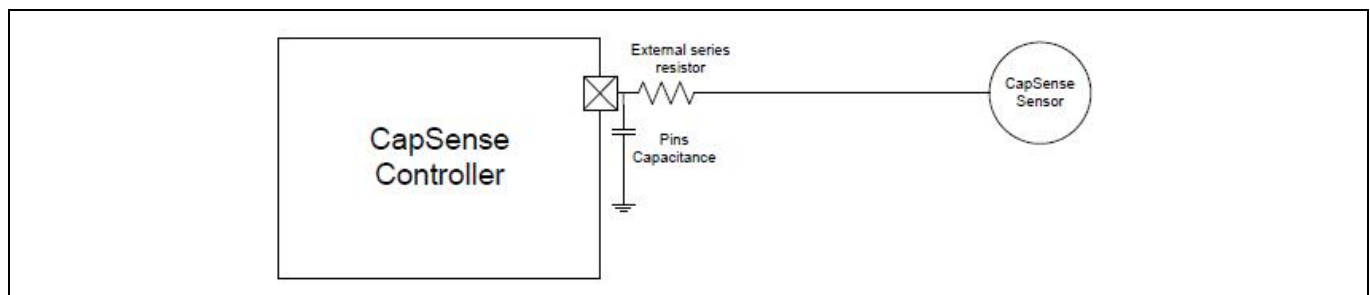 CapSense
Controller
External series
resistor
Pins
Capacitance
CapSense
Sensor